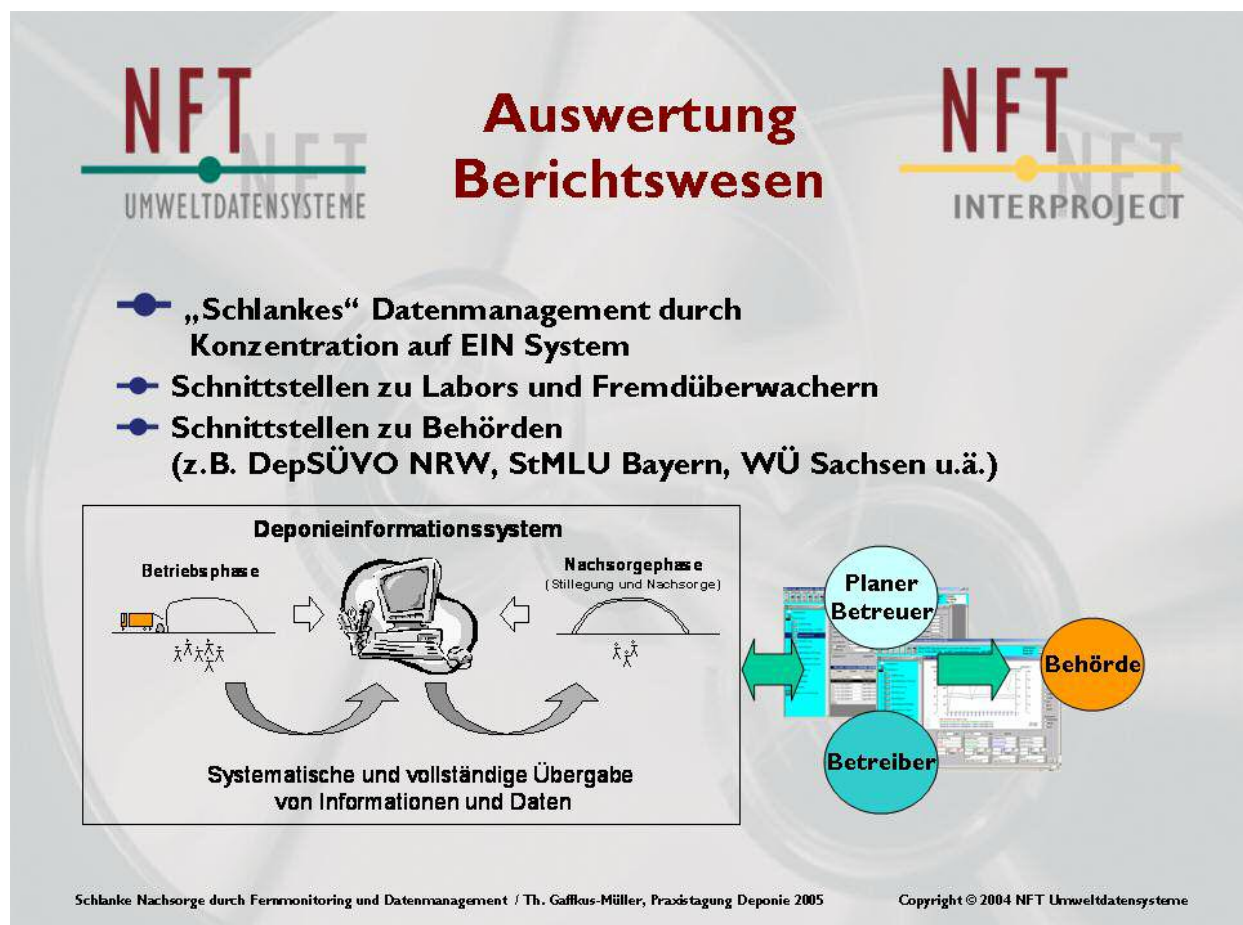 NFT
UMWELTDATENSYSTEME
Auswertung
Berichtswesen
NFT
INTERPROJECT
„Schlankes“ Datenmanagement durch
Konzentration auf EIN System
Schnittstellen zu Labors und Fremdüberwachern
Schnittstellen zu Behörden
(z.B. DepSÜVO NRW, StMLU Bayern, WÜ Sachsen u.ä.)
Deponieinformationssystem
Betriebsphase
Nachsorgephase
(Stillegung und Nachsorge)
Systematische und vollständige Übergabe
von Informationen und Daten
Planer
Betreuer
Behörde
Betreiber
Schlanke Nachsorge durch Fernmonitoring und Datenmanagement / Th. Gaffkus-Müller, Praxistagung Deponie 2005
Copyright © 2004 NFT Umweltdatensysteme